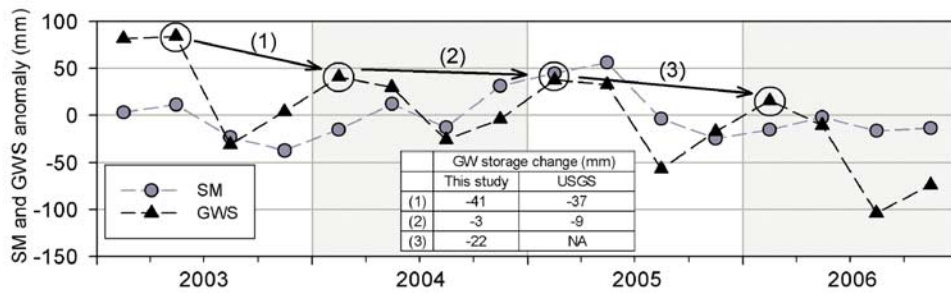 SM and GWS anomaly (mm)
100
50
0
-50
-100
-150
(1)
(2)
(3)
SM
GWS
GW storage change (mm)
This study USGS
(1) -41 -37
(2) -3 -9
(3) -22 NA
2003 2004 2005 2006